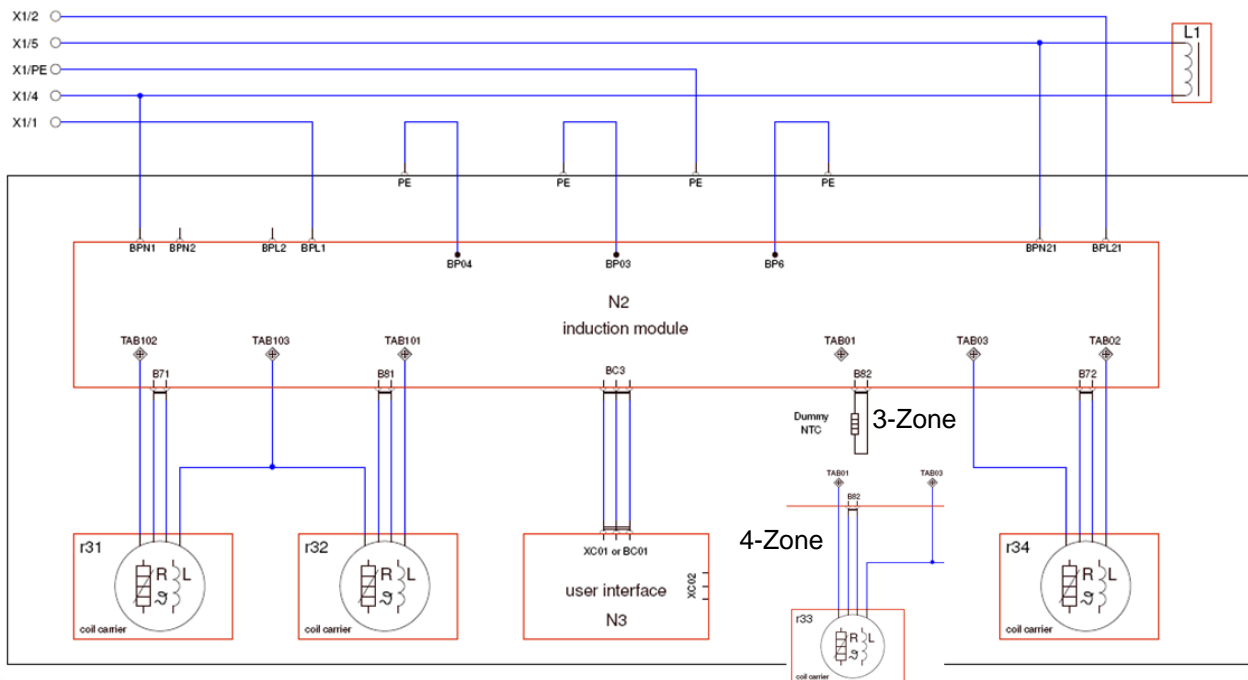 X1/2
X1/5
X1/PE
X1/4
X1/1
L1
PE PE PE PE
BPN1 BPN2 BPL2 BPL1 BPN21 BPL21
BP04 BP03 BP6
N2
induction module
TAB102 TAB103 TAB101 TAB01 TAB03 TAB02
B71 B81 BC3 B82 B72
Dummy
NTC
3-Zone
TAB01 TAB03
B82
4-Zone
r31 R L ϑ coil carrier
r32 R L ϑ coil carrier
XC01 or BC01
user interface
N3
XC02
r33 R L ϑ coil carrier
r34 R L ϑ coil carrier